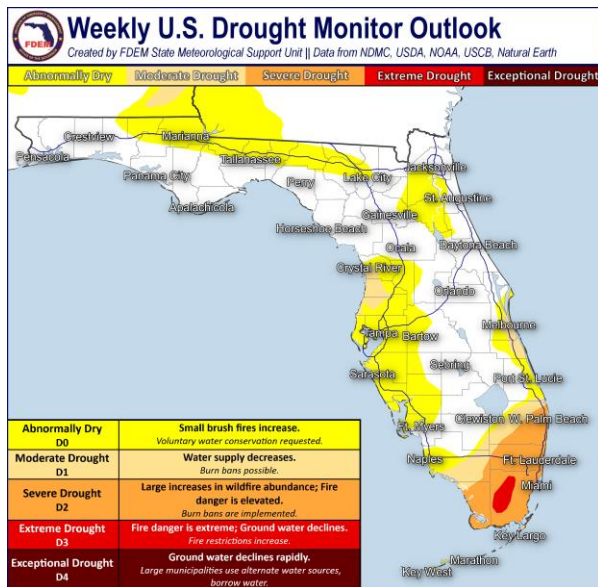 Weekly U.S. Drought Monitor Outlook
Created by FDEM State Meteorological Support Unit || Data from NDMC, USDA, NOAA, USCB, Natural Earth
FDEM
Abnormally Dry Moderate Drought Severe Drought Extreme Drought Exceptional Drought
Crestview
Marianna
Pensacola
Tallahassee
Jacksonville
Panama City
Lake City
Perry
St. Augustine
Apalachicola
Gainesville
Horseshoe Beach
Ocala
Daytona Beach
Crystal River
Orlando
Melbourne
Tampa
Bartow
Sebring
Sarasota
Port St. Lucie
Clewiston W. Palm Beach
Ft. Myers
Naples
Ft. Lauderdale
Miami
Key Largo
Marathon
Key West
Abnormally Dry
D0
Small brush fires increase.
Voluntary water conservation requested.
Moderate Drought
D1
Water supply decreases.
Burn bans possible.
Severe Drought
D2
Large increases in wildfire abundance; Fire
danger is elevated.
Burn bans are implemented.
Extreme Drought
D3
Fire danger is extreme; Ground water declines.
Fire restrictions increase.
Exceptional Drought
D4
Ground water declines rapidly.
Large municipalities use alternate water sources,
borrow water.